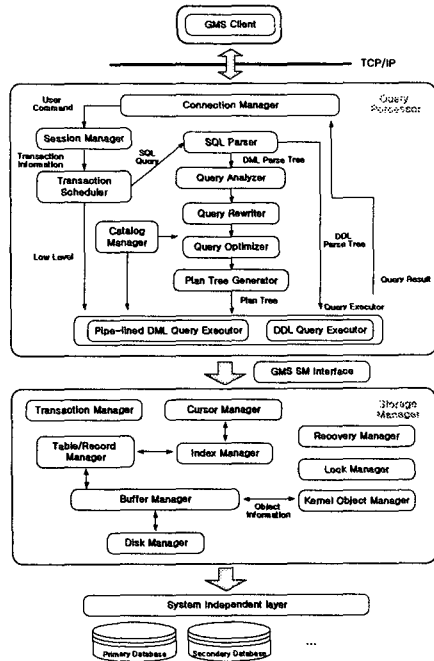 GMS Client
TCP/IP
Query
Porcessor
User
Command
Connection Manager
Session Manager
SQL
Query
SQL Parser
Transaction
Information
DML Parse Tree
Transaction
Scheduler
Query Analyzer
Query Rewriter
Catalog
Manager
Query Optimizer
DDL
Parse Tree
Low Level
Plan Tree Generator
Query Result
Plan Tree
Query Executor
Pipe-lined DML Query Executor
DDL Query Executor
GMS SM Interface
Storage
Manager
Transaction Manager
Cursor Manager
Recovery Manager
Table/Record
Manager
Index Manager
Lock Manager
Buffer Manager
Kernel Object Manager
Object
Information
Disk Manager
System Independent layer
Primary Database
Secondary Database
...